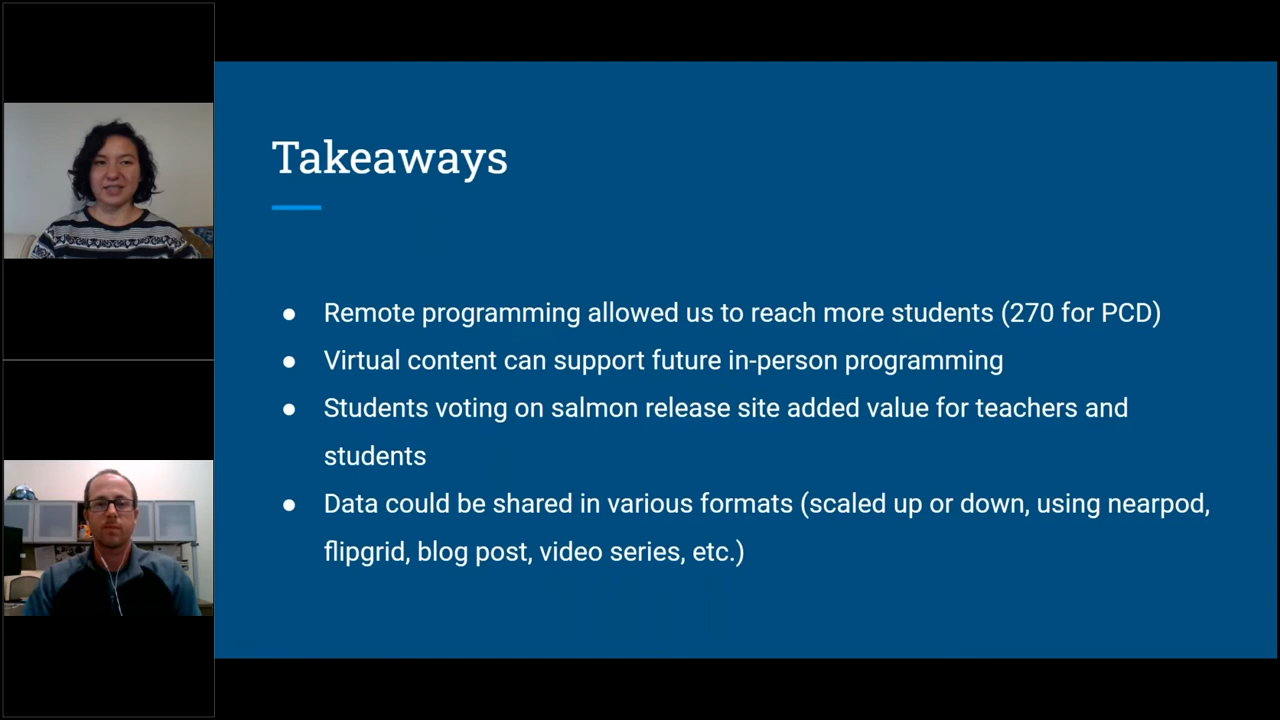 Takeaways
● Remote programming allowed us to reach more students (270 for PCD)
● Virtual content can support future in-person programming
● Students voting on salmon release site added value for teachers and
students
● Data could be shared in various formats (scaled up or down, using nearpod,
flipgrid, blog post, video series, etc.)